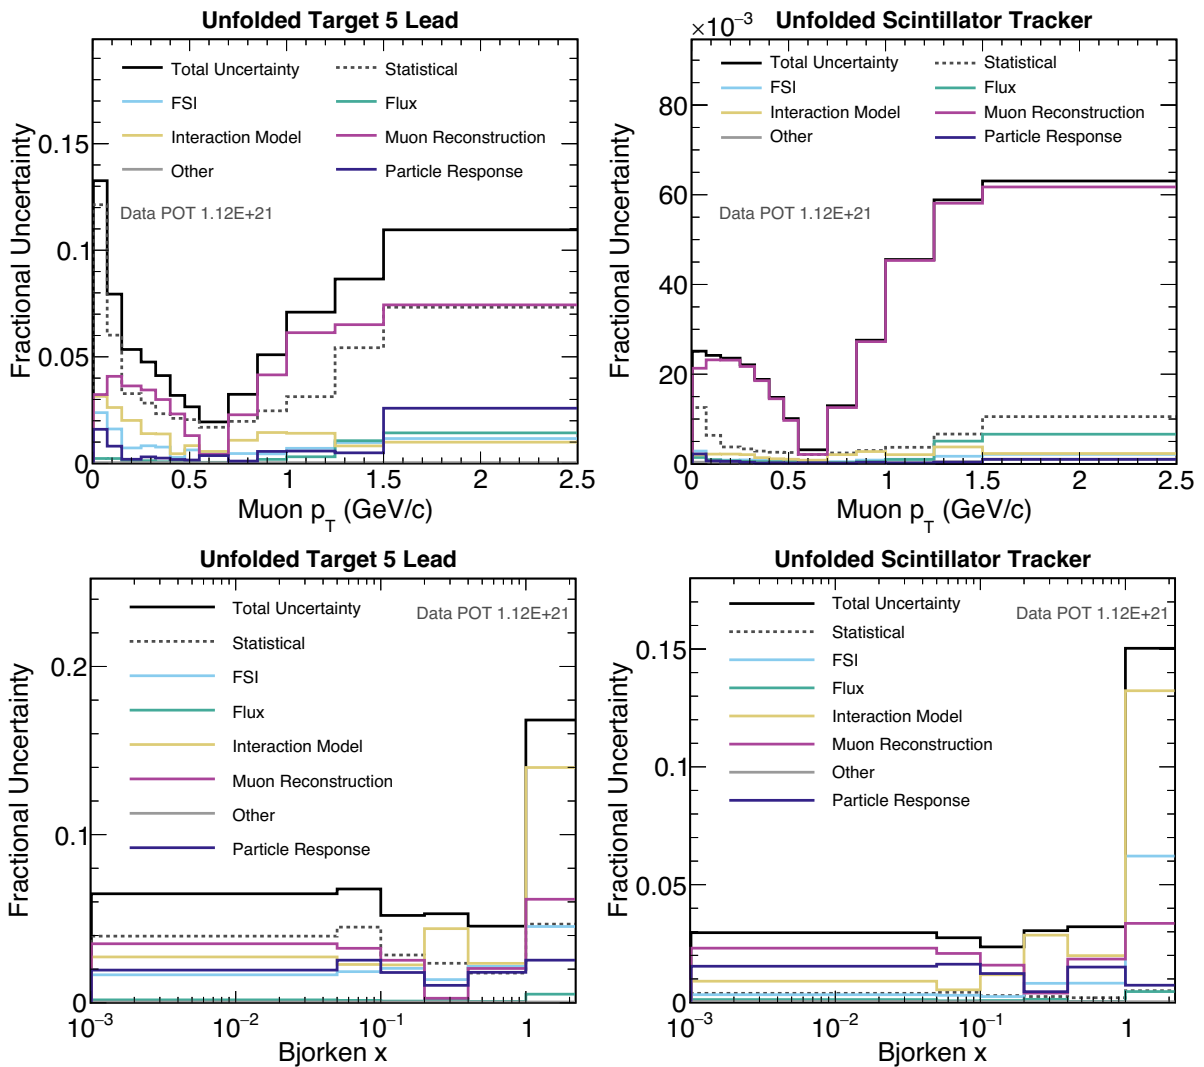 Unfolded Target 5 Lead
Fractional Uncertainty
0.15
0.1
0.05
0
Total Uncertainty
Statistical
FSI
Flux
Interaction Model
Muon Reconstruction
Other
Particle Response
Data POT 1.12E+21
0 0.5 1 1.5 2 2.5
Muon p_T (GeV/c)
Unfolded Scintillator Tracker
×10⁻³
Fractional Uncertainty
80
60
40
20
0
Total Uncertainty
Statistical
FSI
Flux
Interaction Model
Muon Reconstruction
Other
Particle Response
Data POT 1.12E+21
0 0.5 1 1.5 2 2.5
Muon p_T (GeV/c)
Unfolded Target 5 Lead
Fractional Uncertainty
0.2
0.1
0
Data POT 1.12E+21
Total Uncertainty
Statistical
FSI
Flux
Interaction Model
Muon Reconstruction
Other
Particle Response
10⁻³ 10⁻² 10⁻¹ 1
Bjorken x
Unfolded Scintillator Tracker
Fractional Uncertainty
0.15
0.1
0.05
0
Data POT 1.12E+21
Total Uncertainty
Statistical
FSI
Flux
Interaction Model
Muon Reconstruction
Other
Particle Response
10⁻³ 10⁻² 10⁻¹ 1
Bjorken x